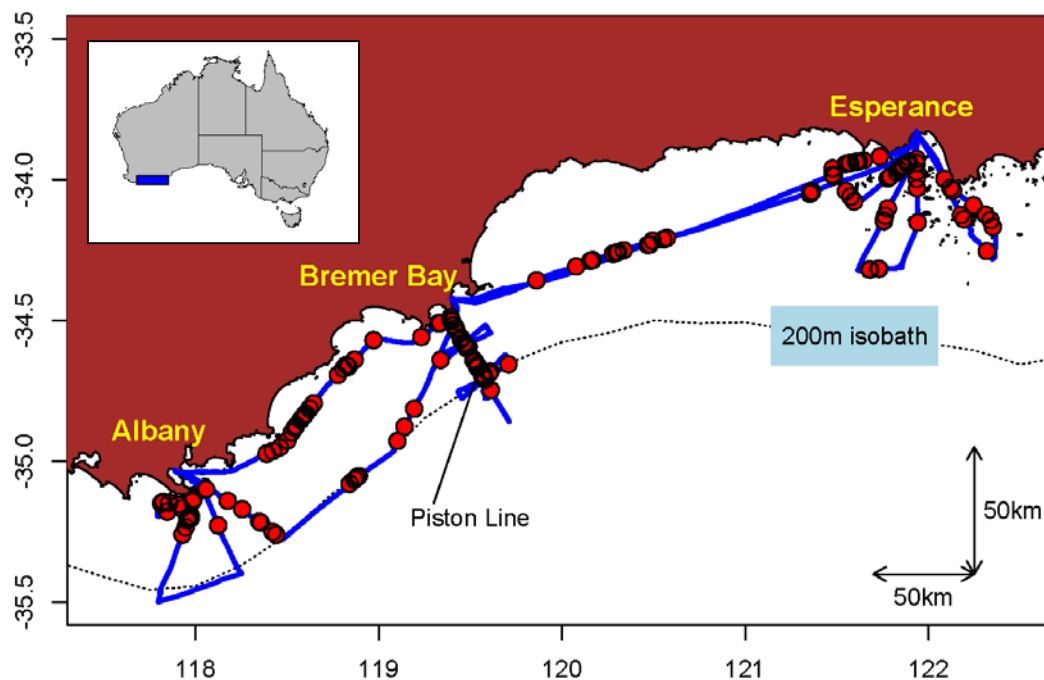 -33.5
-34.0
-34.5
-35.0
-35.5
Esperance
Bremer Bay
200m isobath
Albany
Piston Line
50km
50km
118
119
120
121
122